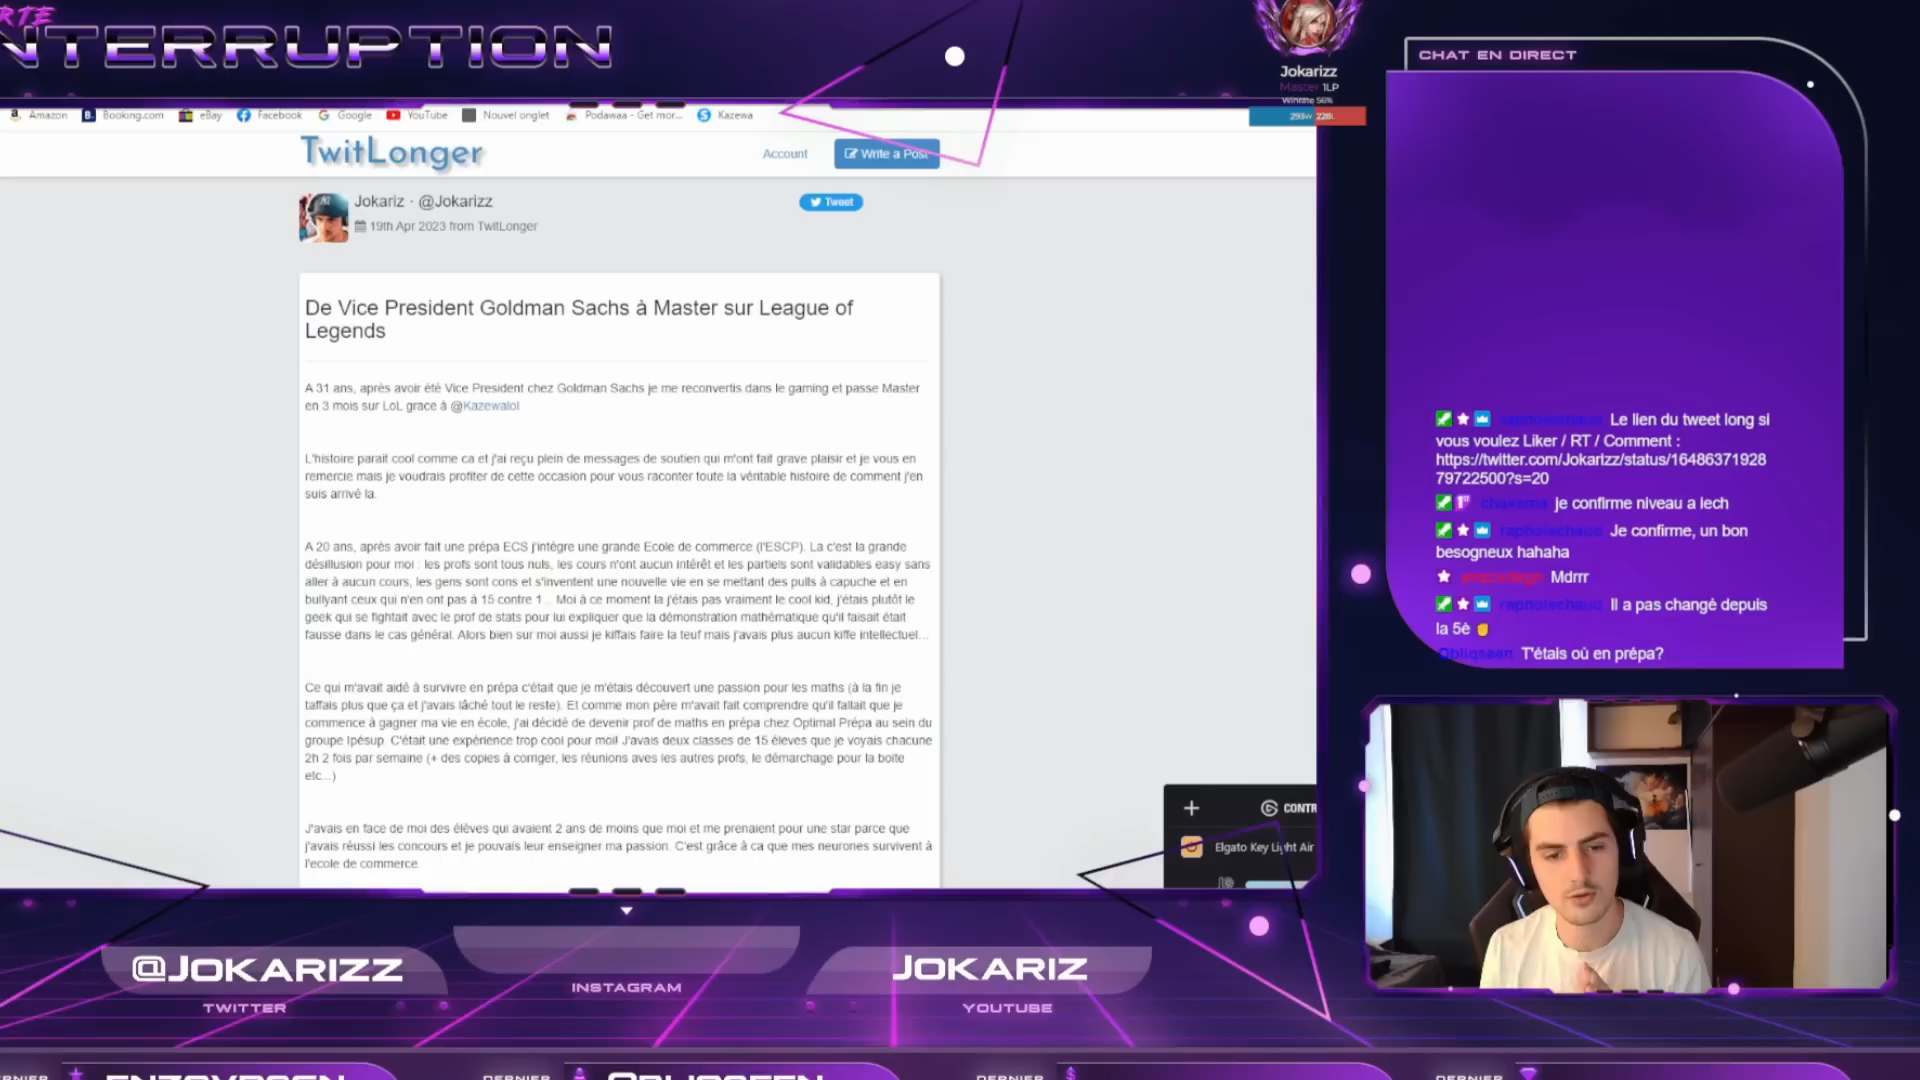 NTERRUPTION
Jokarizz
Master 1LP
Winrate 56%
293W 228L
CHAT EN DIRECT
Amazon Booking.com eBay Facebook Google YouTube Nouvel onglet Podawaa - Get mor... Kazewa
TwitLonger
Account Write a Post
Jokariz · @Jokarizz
Tweet
19th Apr 2023 from TwitLonger
De Vice President Goldman Sachs à Master sur League of
Legends
A 31 ans, après avoir été Vice President chez Goldman Sachs je me reconvertis dans le gaming et passe Master
en 3 mois sur LoL grace à @Kazewalol
L'histoire parait cool comme ca et j'ai reçu plein de messages de soutien qui m'ont fait grave plaisir et je vous en
remercie mais je voudrais profiter de cette occasion pour vous raconter toute la véritable histoire de comment j'en
suis arrivé la.
A 20 ans, après avoir fait une prépa ECS j'intègre une grande Ecole de commerce (l'ESCP). La c'est la grande
désillusion pour moi : les profs sont tous nuls, les cours n'ont aucun intérêt et les partiels sont validables easy sans
aller à aucun cours, les gens sont cons et s'inventent une nouvelle vie en se mettant des pulls à capuche et en
bullyant ceux qui n'en ont pas à 15 contre 1... Moi à ce moment la j'étais pas vraiment le cool kid, j'étais plutôt le
geek qui se fightait avec le prof de stats pour lui expliquer que la démonstration mathématique qu'il faisait était
fausse dans le cas général. Alors bien sur moi aussi je kiffais faire la teuf mais j'avais plus aucun kiffe intellectuel...
Ce qui m'avait aidé à survivre en prépa c'était que je m'étais découvert une passion pour les maths (à la fin je
taffais plus que ça et j'avais lâché tout le reste). Et comme mon père m'avait fait comprendre qu'il fallait que je
commence à gagner ma vie en école, j'ai décidé de devenir prof de maths en prépa chez Optimal Prépa au sein du
groupe Ipésup. C'était une expérience trop cool pour moi! J'avais deux classes de 15 éleves que je voyais chacune
2h 2 fois par semaine (+ des copies à corriger, les réunions aves les autres profs, le démarchage pour la boite
etc...)
J'avais en face de moi des élèves qui avaient 2 ans de moins que moi et me prenaient pour une star parce que
j'avais réussi les concours et je pouvais leur enseigner ma passion. C'est grâce à ca que mes neurones survivent à
l'ecole de commerce.
CONTR
Elgato Key Light Air
rapholechaud Le lien du tweet long si
vous voulez Liker / RT / Comment :
https://twitter.com/Jokarizz/status/16486371928
79722500?s=20
je confirme niveau a lech
rapholechaud Je confirme, un bon
besogneux hahaha
Mdrrr
rapholechaud Il a pas changé depuis
la 5è
Obliqseen T'étais où en prépa?
@JOKARIZZ
TWITTER
INSTAGRAM
JOKARIZ
YOUTUBE
DERNIER
DERNIER
OBLIQSEEN
DERNIER
DERNIER